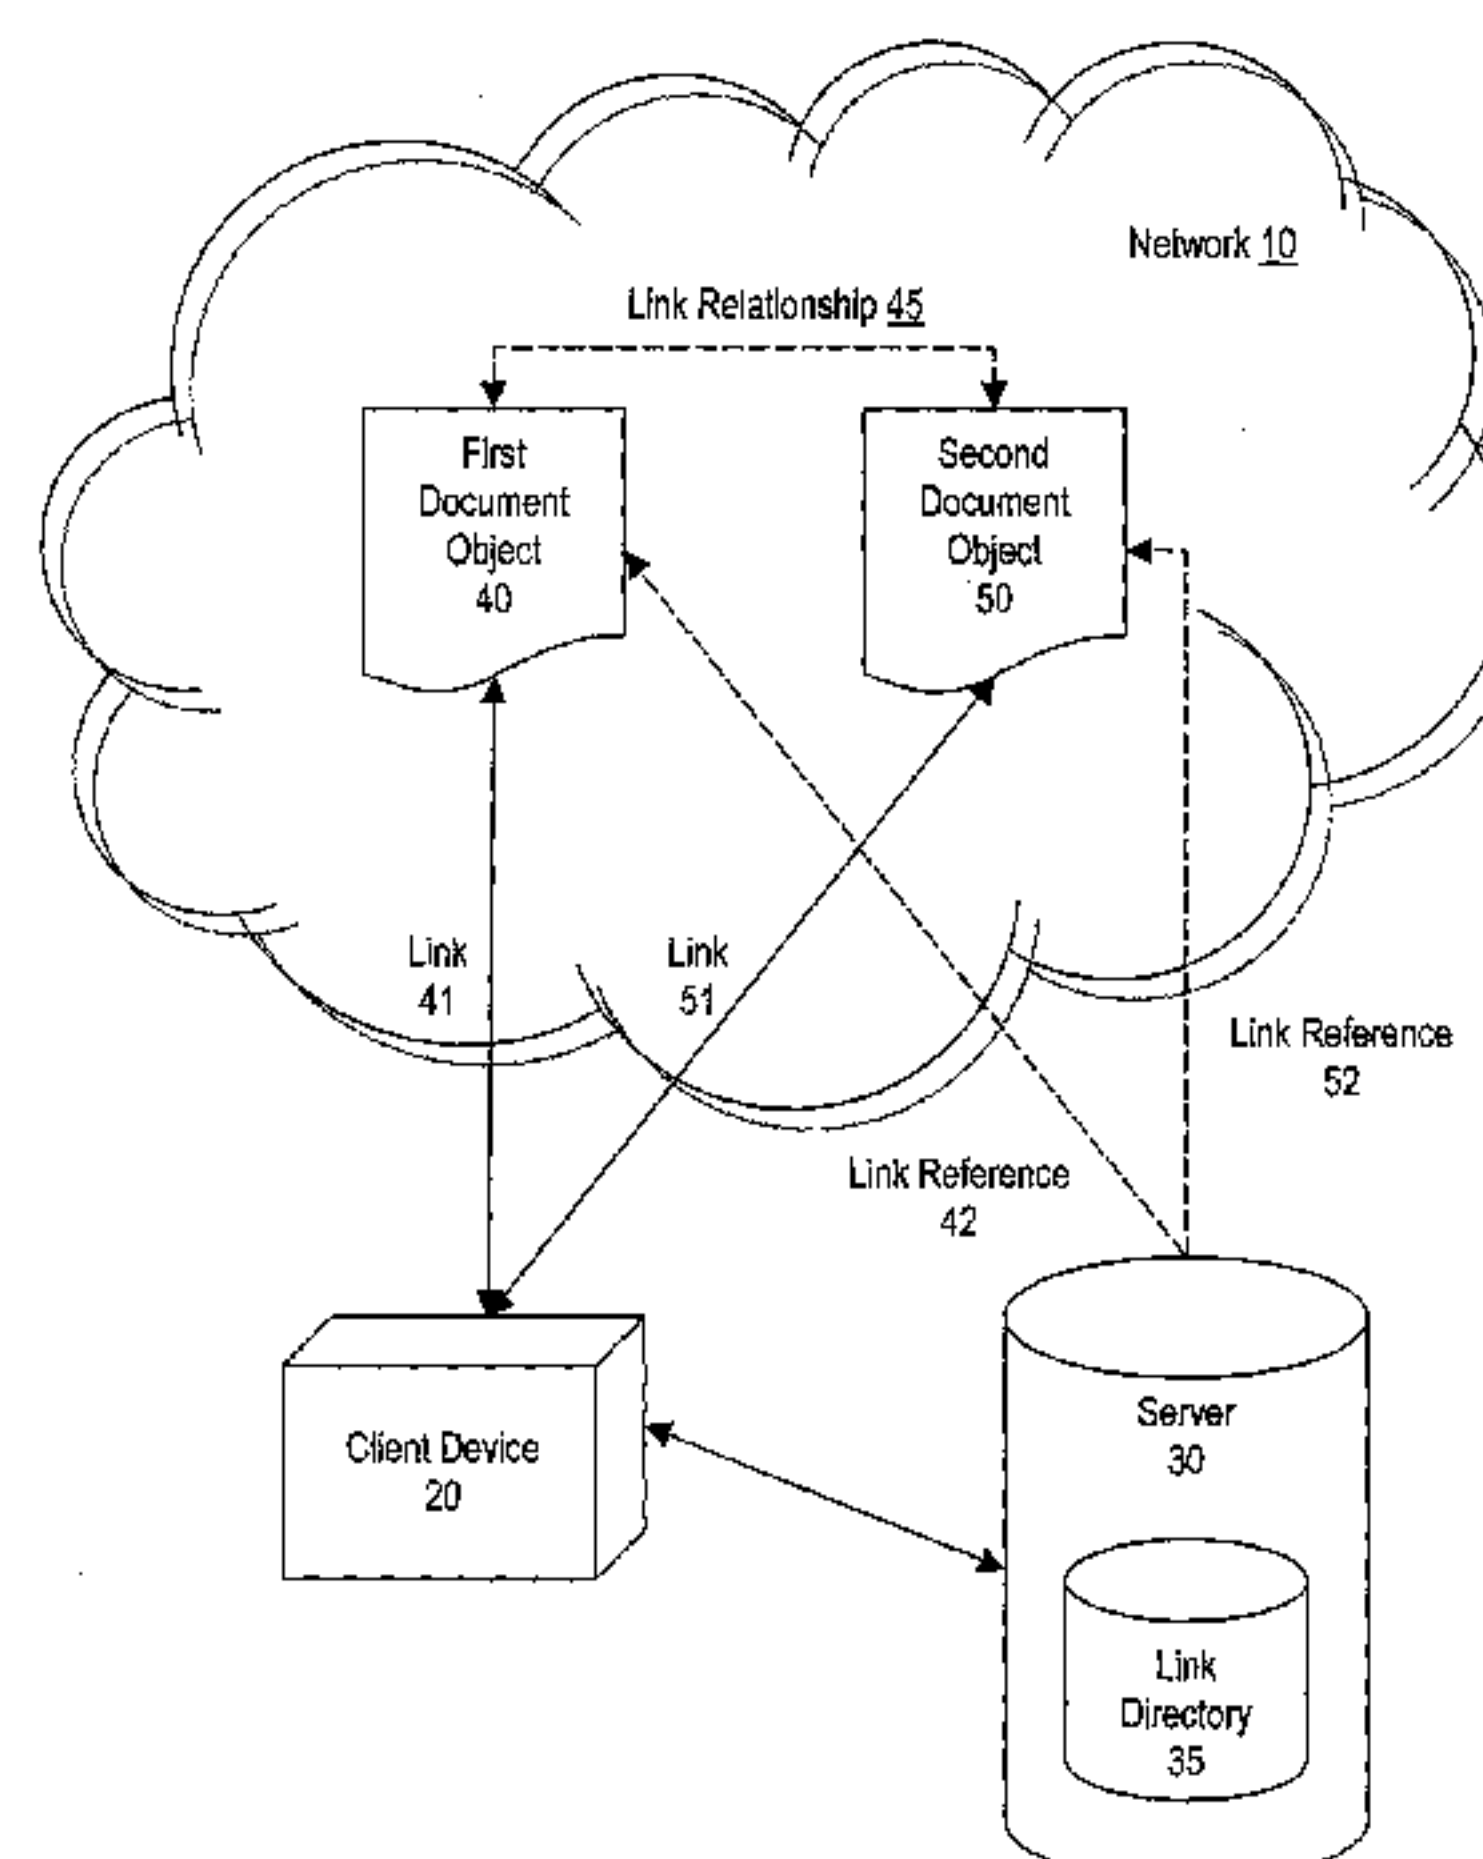 Network 10
Link Relationship 45
First
Document
Object
40
Second
Document
Object
50
Link
41
Link
51
Link Reference
52
Link Reference
42
Client Device
20
Server
30
Link
Directory
35